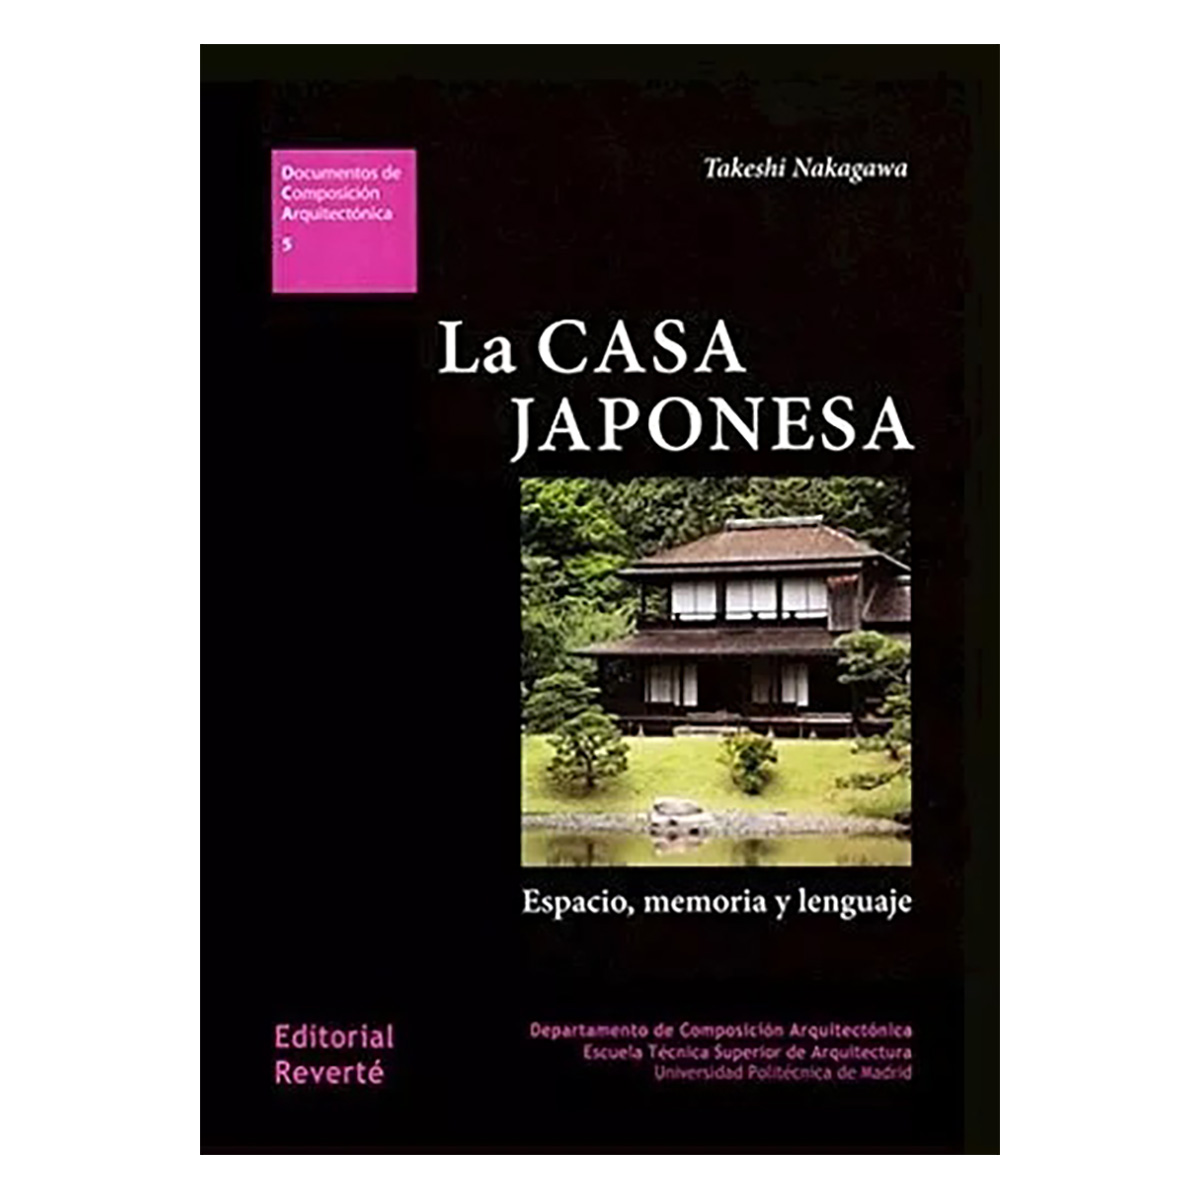 Documentos de
Composición
Arquitectónica
5
Takeshi Nakagawa
La CASA
JAPONESA
Espacio, memoria y lenguaje
Editorial
Reverté
Departamento de Composición Arquitectónica
Escuela Técnica Superior de Arquitectura
Universidad Politécnica de Madrid